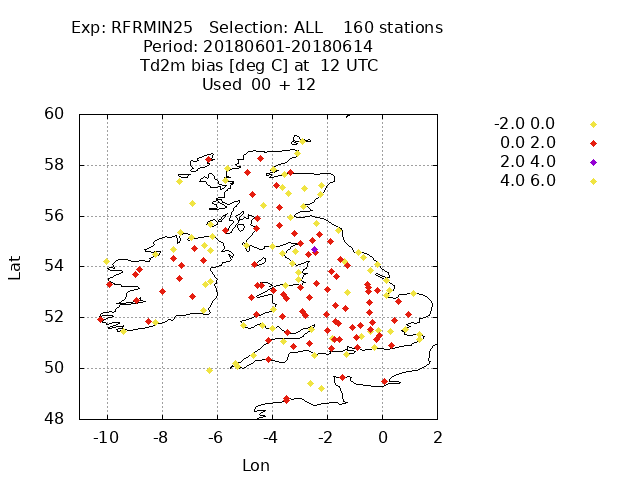 Exp: RFRMIN25 Selection: ALL 160 stations
Period: 20180601-20180614
Td2m bias [deg C] at 12 UTC
Used 00 + 12
-2.0 0.0
0.0 2.0
2.0 4.0
4.0 6.0
60
58
56
54
52
50
48
Lat
-10 -8 -6 -4 -2 0 2
Lon